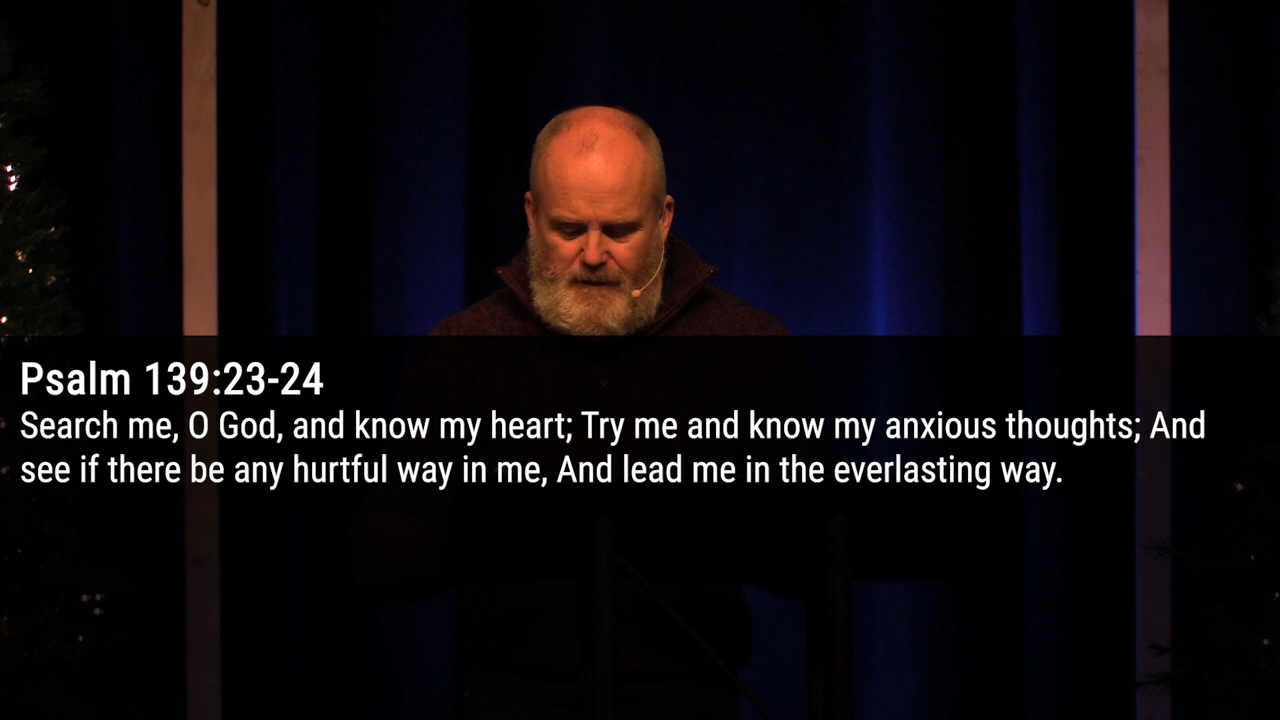 Psalm 139:23-24
Search me, O God, and know my heart; Try me and know my anxious thoughts; And
see if there be any hurtful way in me, And lead me in the everlasting way.